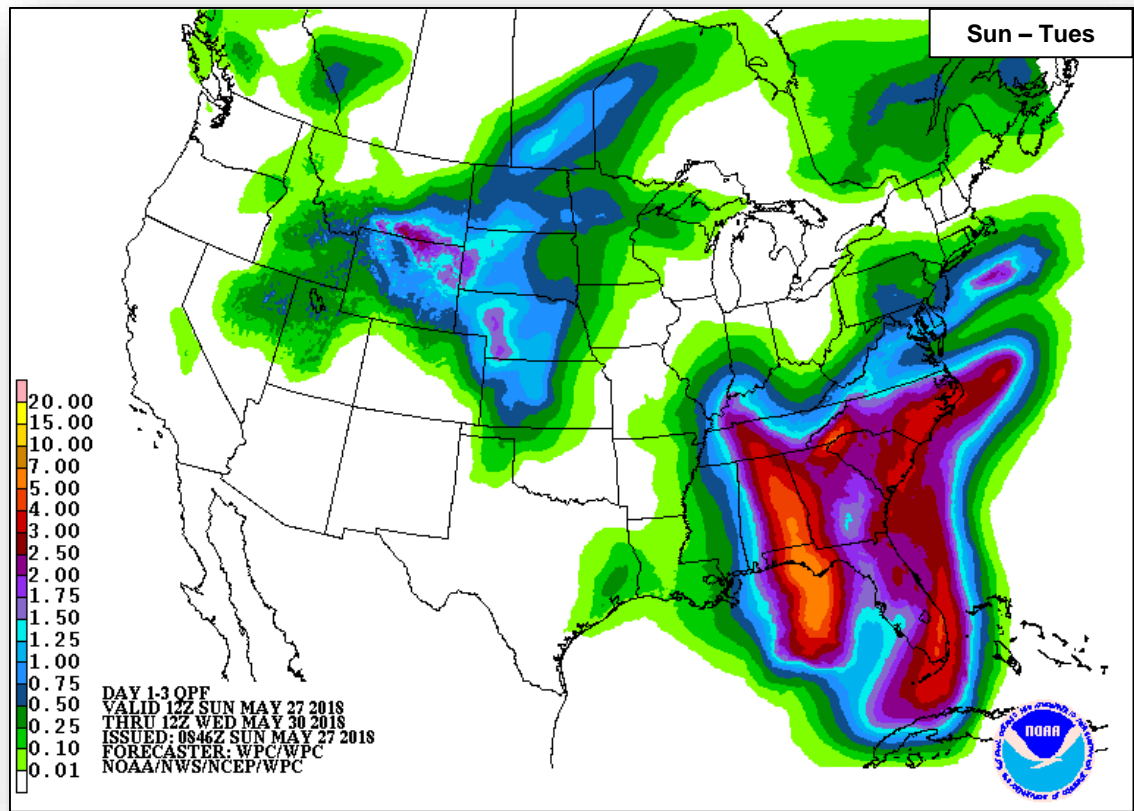 Sun – Tues
20.00
15.00
10.00
7.00
5.00
4.00
3.00
2.50
2.00
1.75
1.50
1.25
1.00
0.75
0.50
0.25
0.10
0.01
DAY 1-3 QPF
VALID 12Z SUN MAY 27 2018
THRU 12Z WED MAY 30 2018
ISSUED: 0846Z SUN MAY 27 2018
FORECASTER: WPC/WPC
NOAA/NWS/NCEP/WPC
NOAA